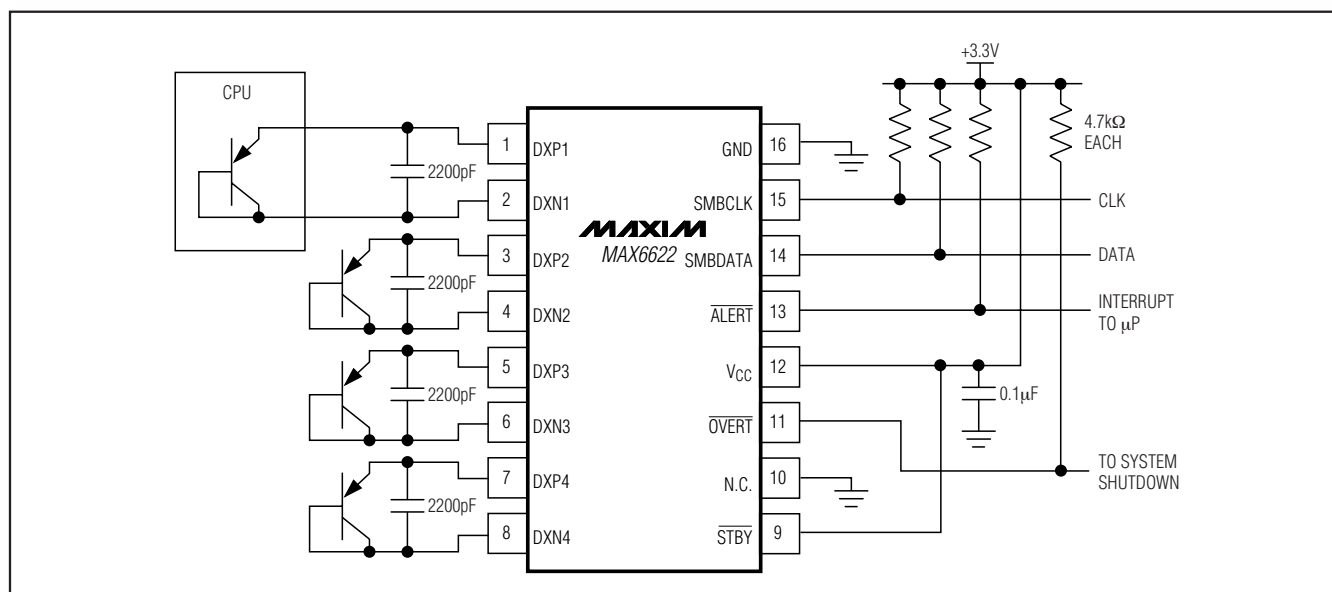 +3.3V
CPU
4.7kΩ
EACH
1 DXP1
GND 16
2200pF
2 DXN1
SMBCLK 15
CLK
MAXIM
MAX6622
3 DXP2
SMBDATA 14
DATA
2200pF
4 DXN2
ALERT 13
INTERRUPT
TO µP
5 DXP3
VCC 12
2200pF
0.1µF
6 DXN3
OVERT 11
7 DXP4
N.C. 10
TO SYSTEM
SHUTDOWN
2200pF
8 DXN4
STBY 9